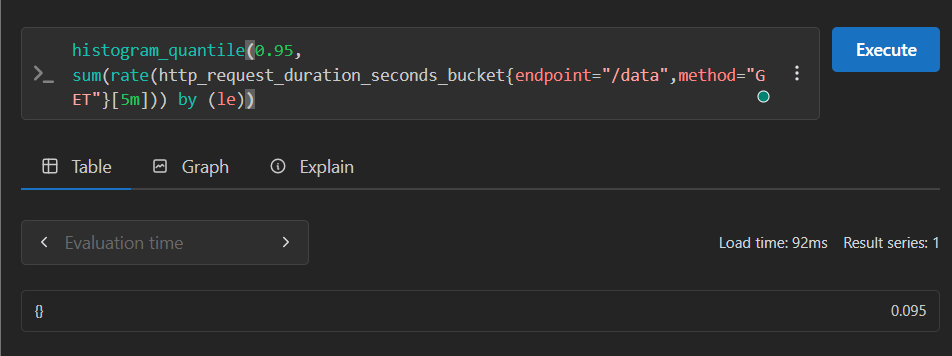 histogram_quantile(0.95,
sum(rate(http_request_duration_seconds_bucket{endpoint="/data",method="G
ET"}[5m])) by (le))
Execute
Table Graph Explain
Evaluation time
Load time: 92ms Result series: 1
{} 0.095